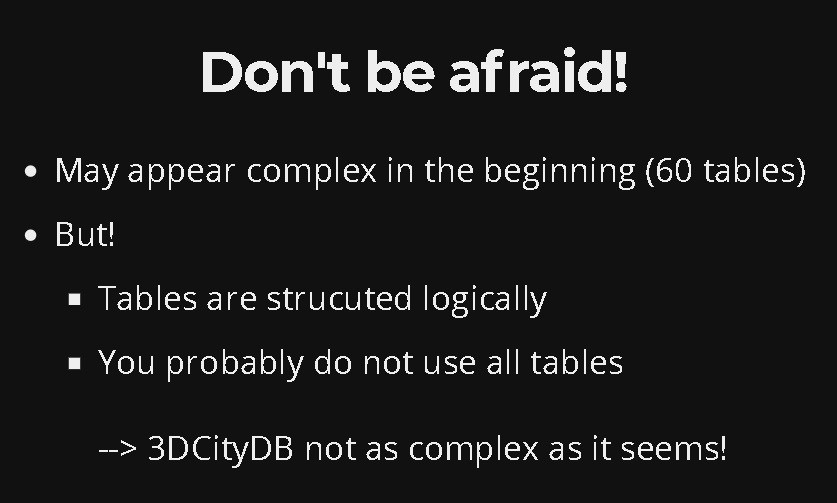 Don't be afraid!
May appear complex in the beginning (60 tables)
But!
Tables are strucuted logically
You probably do not use all tables
--> 3DCityDB not as complex as it seems!